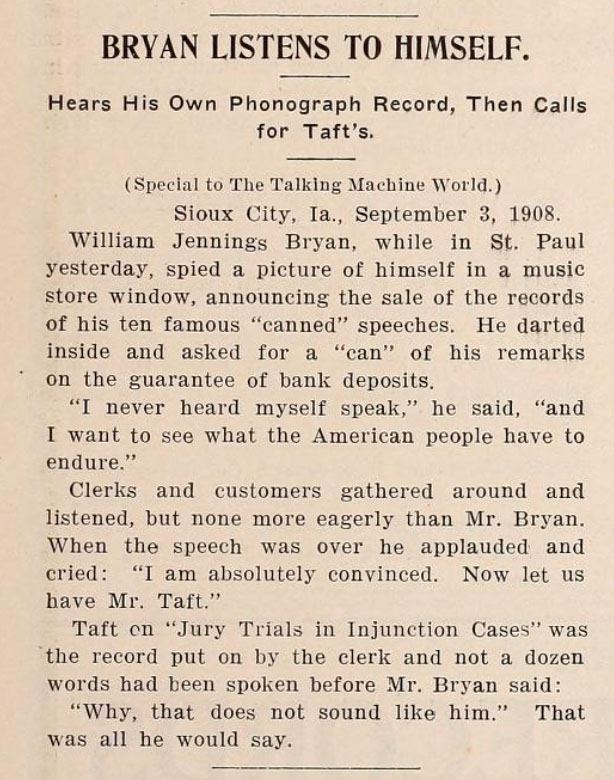 BRYAN LISTENS TO HIMSELF.
Hears His Own Phonograph Record, Then Calls
for Taft's.
(Special to The Talking Machine World.)
Sioux City, Ia., September 3, 1908.
William Jennings Bryan, while in St. Paul
yesterday, spied a picture of himself in a music
store window, announcing the sale of the records
of his ten famous "canned" speeches. He darted
inside and asked for a "can" of his remarks
on the guarantee of bank deposits.
"I never heard myself speak," he said, "and
I want to see what the American people have to
endure."
Clerks and customers gathered around and
listened, but none more eagerly than Mr. Bryan.
When the speech was over he applauded and
cried: "I am absolutely convinced. Now let us
have Mr. Taft."
Taft on "Jury Trials in Injunction Cases" was
the record put on by the clerk and not a dozen
words had been spoken before Mr. Bryan said:
"Why, that does not sound like him." That
was all he would say.